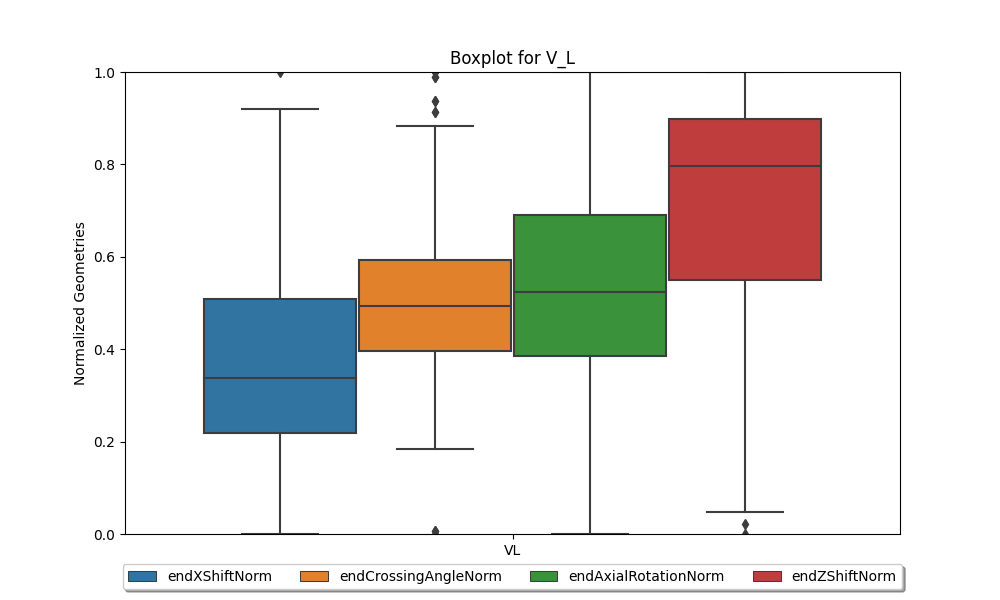 Boxplot for V_L
1.0
0.8
0.6
0.4
0.2
0.0
Normalized Geometries
VL
endXShiftNorm endCrossingAngleNorm endAxialRotationNorm endZShiftNorm